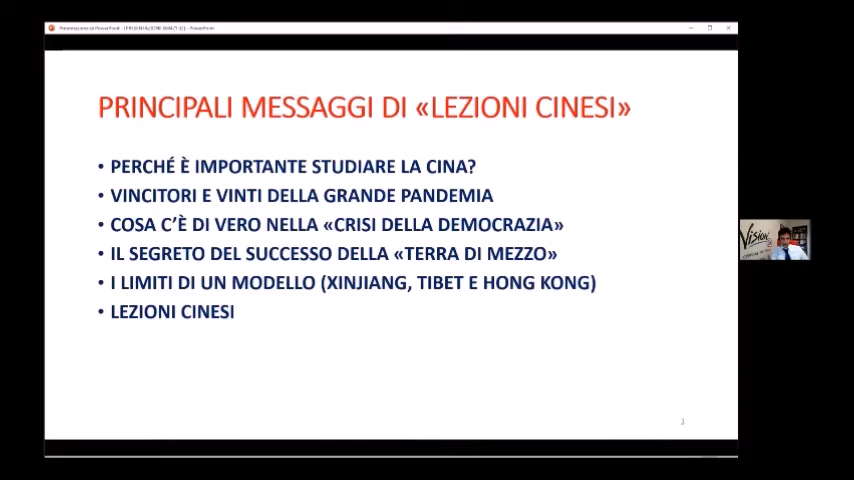 PRINCIPALI MESSAGGI DI «LEZIONI CINESI»
• PERCHÉ È IMPORTANTE STUDIARE LA CINA?
• VINCITORI E VINTI DELLA GRANDE PANDEMIA
• COSA C'È DI VERO NELLA «CRISI DELLA DEMOCRAZIA»
• IL SEGRETO DEL SUCCESSO DELLA «TERRA DI MEZZO»
• I LIMITI DI UN MODELLO (XINJIANG, TIBET E HONG KONG)
• LEZIONI CINESI
Vision
3